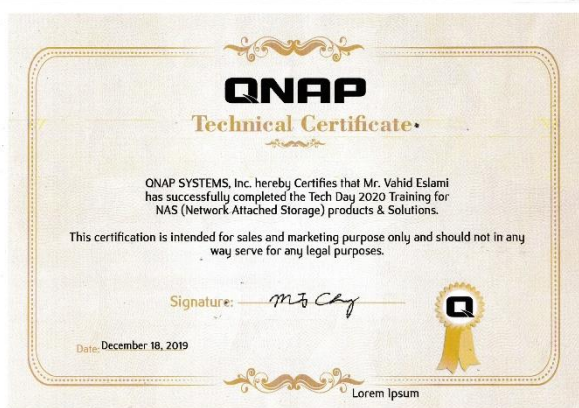 QNAP
Technical Certificate
QNAP SYSTEMS, Inc. hereby Certifies that Mr. Vahid Eslami
has successfully completed the Tech Day 2020 Training for
NAS (Network Attached Storage) products & Solutions.
This certification is intended for sales and marketing purpose only and should not in any
way serve for any legal purposes.
Signature:
Q
Date: December 18, 2019
Lorem Ipsum